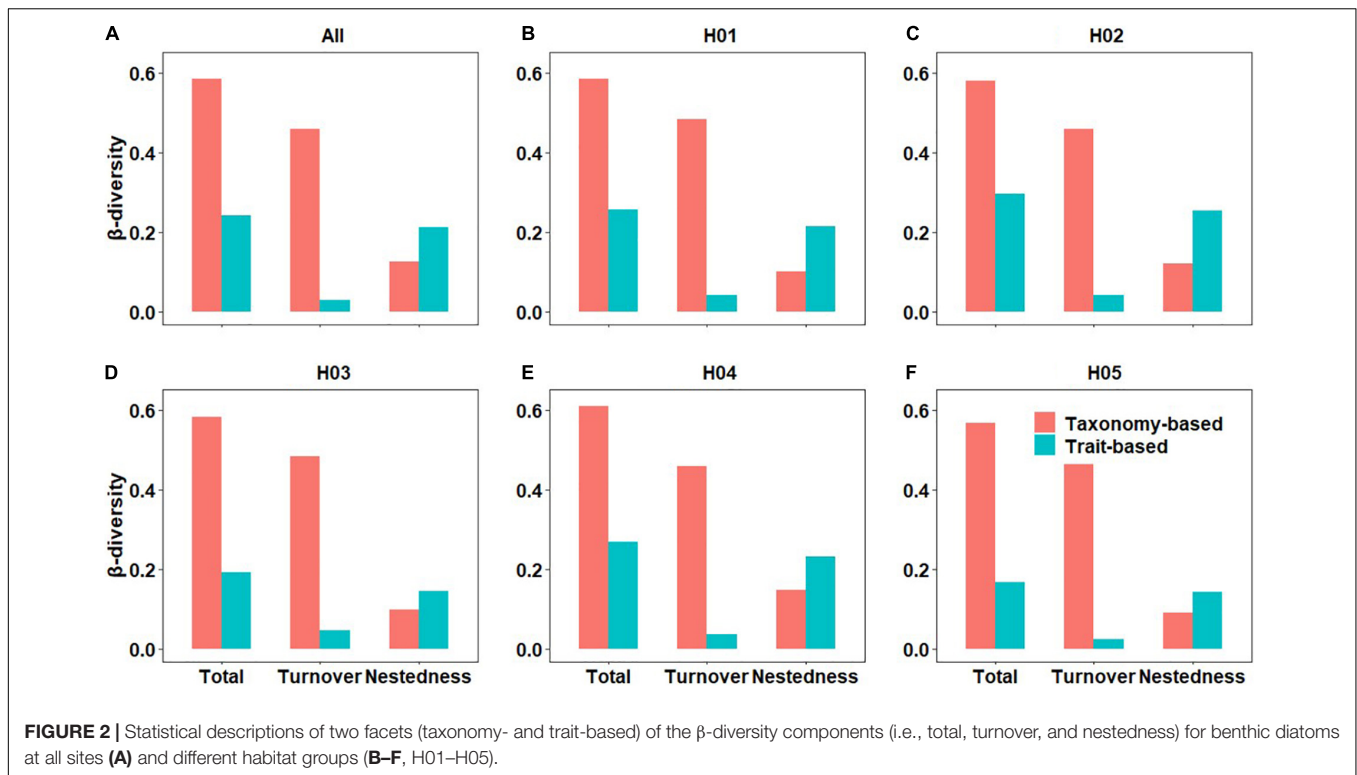 A
All
B
H01
C
H02
0.6
0.4
0.2
0.0
β-diversity
0.6
0.4
0.2
0.0
0.6
0.4
0.2
0.0
D
H03
E
H04
F
H05
0.6
0.4
0.2
0.0
β-diversity
Total Turnover Nestedness
0.6
0.4
0.2
0.0
Total Turnover Nestedness
0.6
0.4
0.2
0.0
Taxonomy-based
Trait-based
Total Turnover Nestedness
FIGURE 2 | Statistical descriptions of two facets (taxonomy- and trait-based) of the β-diversity components (i.e., total, turnover, and nestedness) for benthic diatoms
at all sites (A) and different habitat groups (B–F, H01–H05).